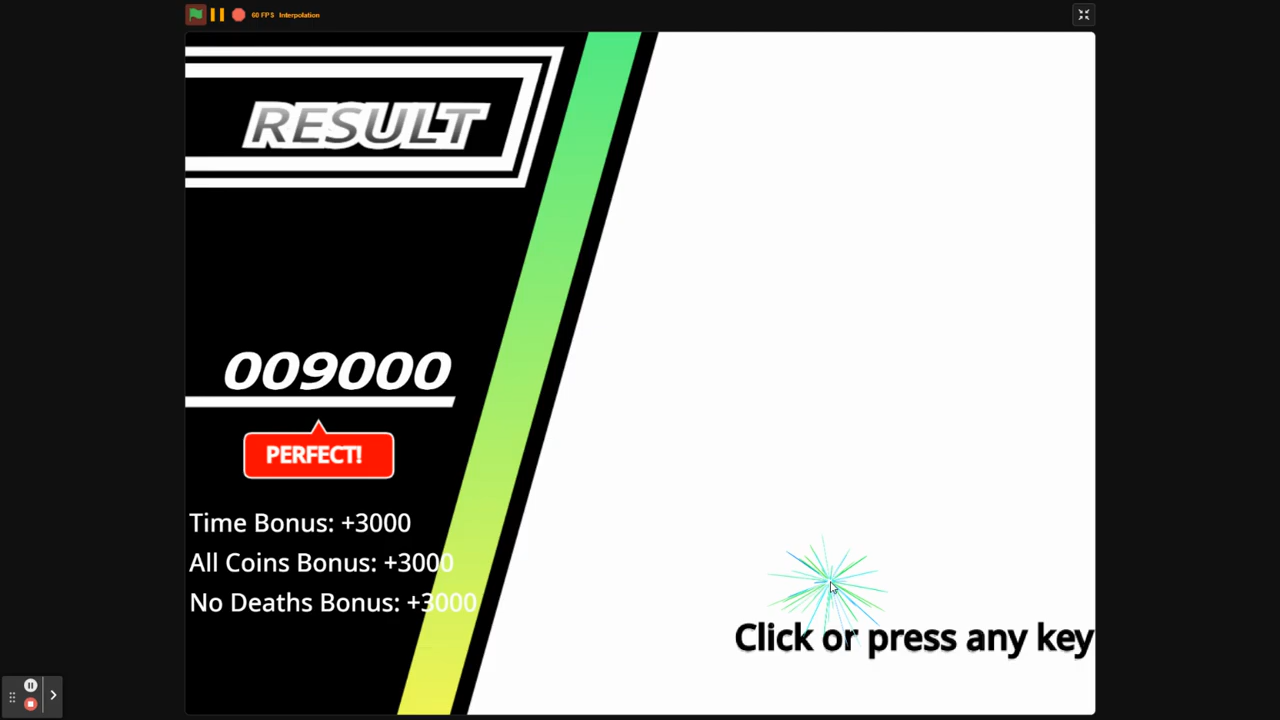 60 FPS Interpolation
RESULT
009000
PERFECT!
Time Bonus: +3000
All Coins Bonus: +3000
No Deaths Bonus: +3000
Click or press any key